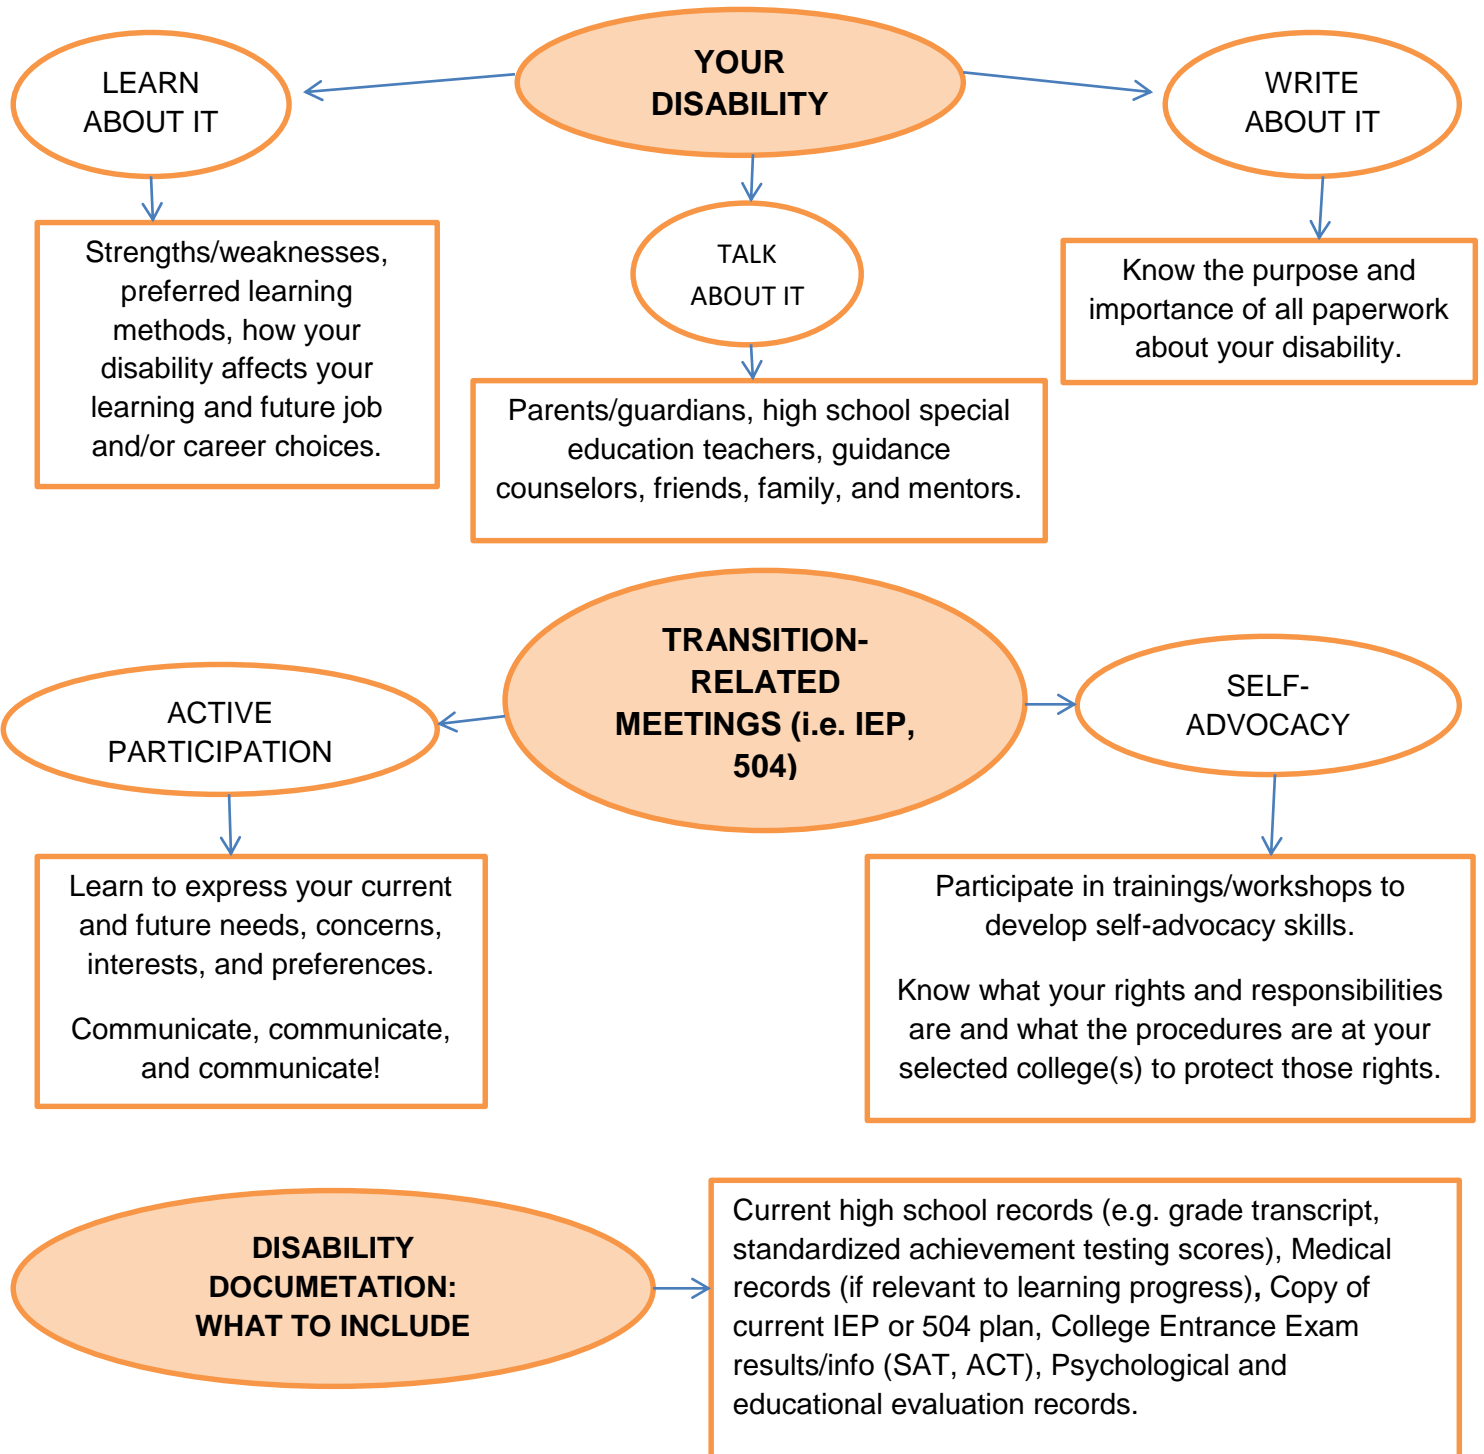 YOUR
DISABILITY
LEARN
ABOUT IT
WRITE
ABOUT IT
TALK
ABOUT IT
Strengths/weaknesses,
preferred learning
methods, how your
disability affects your
learning and future job
and/or career choices.
Parents/guardians, high school special
education teachers, guidance
counselors, friends, family, and mentors.
Know the purpose and
importance of all paperwork
about your disability.
TRANSITION-
RELATED
MEETINGS (i.e. IEP,
504)
ACTIVE
PARTICIPATION
SELF-
ADVOCACY
Learn to express your current
and future needs, concerns,
interests, and preferences.
Communicate, communicate,
and communicate!
Participate in trainings/workshops to
develop self-advocacy skills.
Know what your rights and responsibilities
are and what the procedures are at your
selected college(s) to protect those rights.
DISABILITY
DOCUMETATION:
WHAT TO INCLUDE
Current high school records (e.g. grade transcript,
standardized achievement testing scores), Medical
records (if relevant to learning progress), Copy of
current IEP or 504 plan, College Entrance Exam
results/info (SAT, ACT), Psychological and
educational evaluation records.